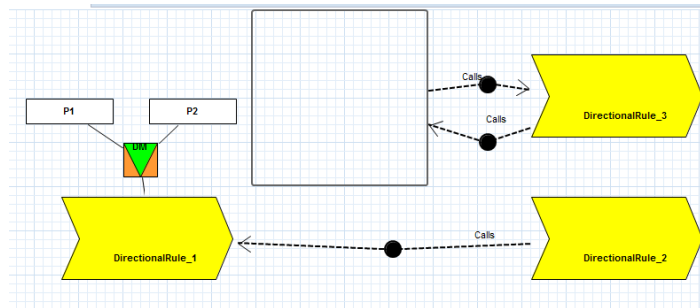 Calls
P1
P2
DirectionalRule_3
Calls
DM
Calls
DirectionalRule_1
DirectionalRule_2